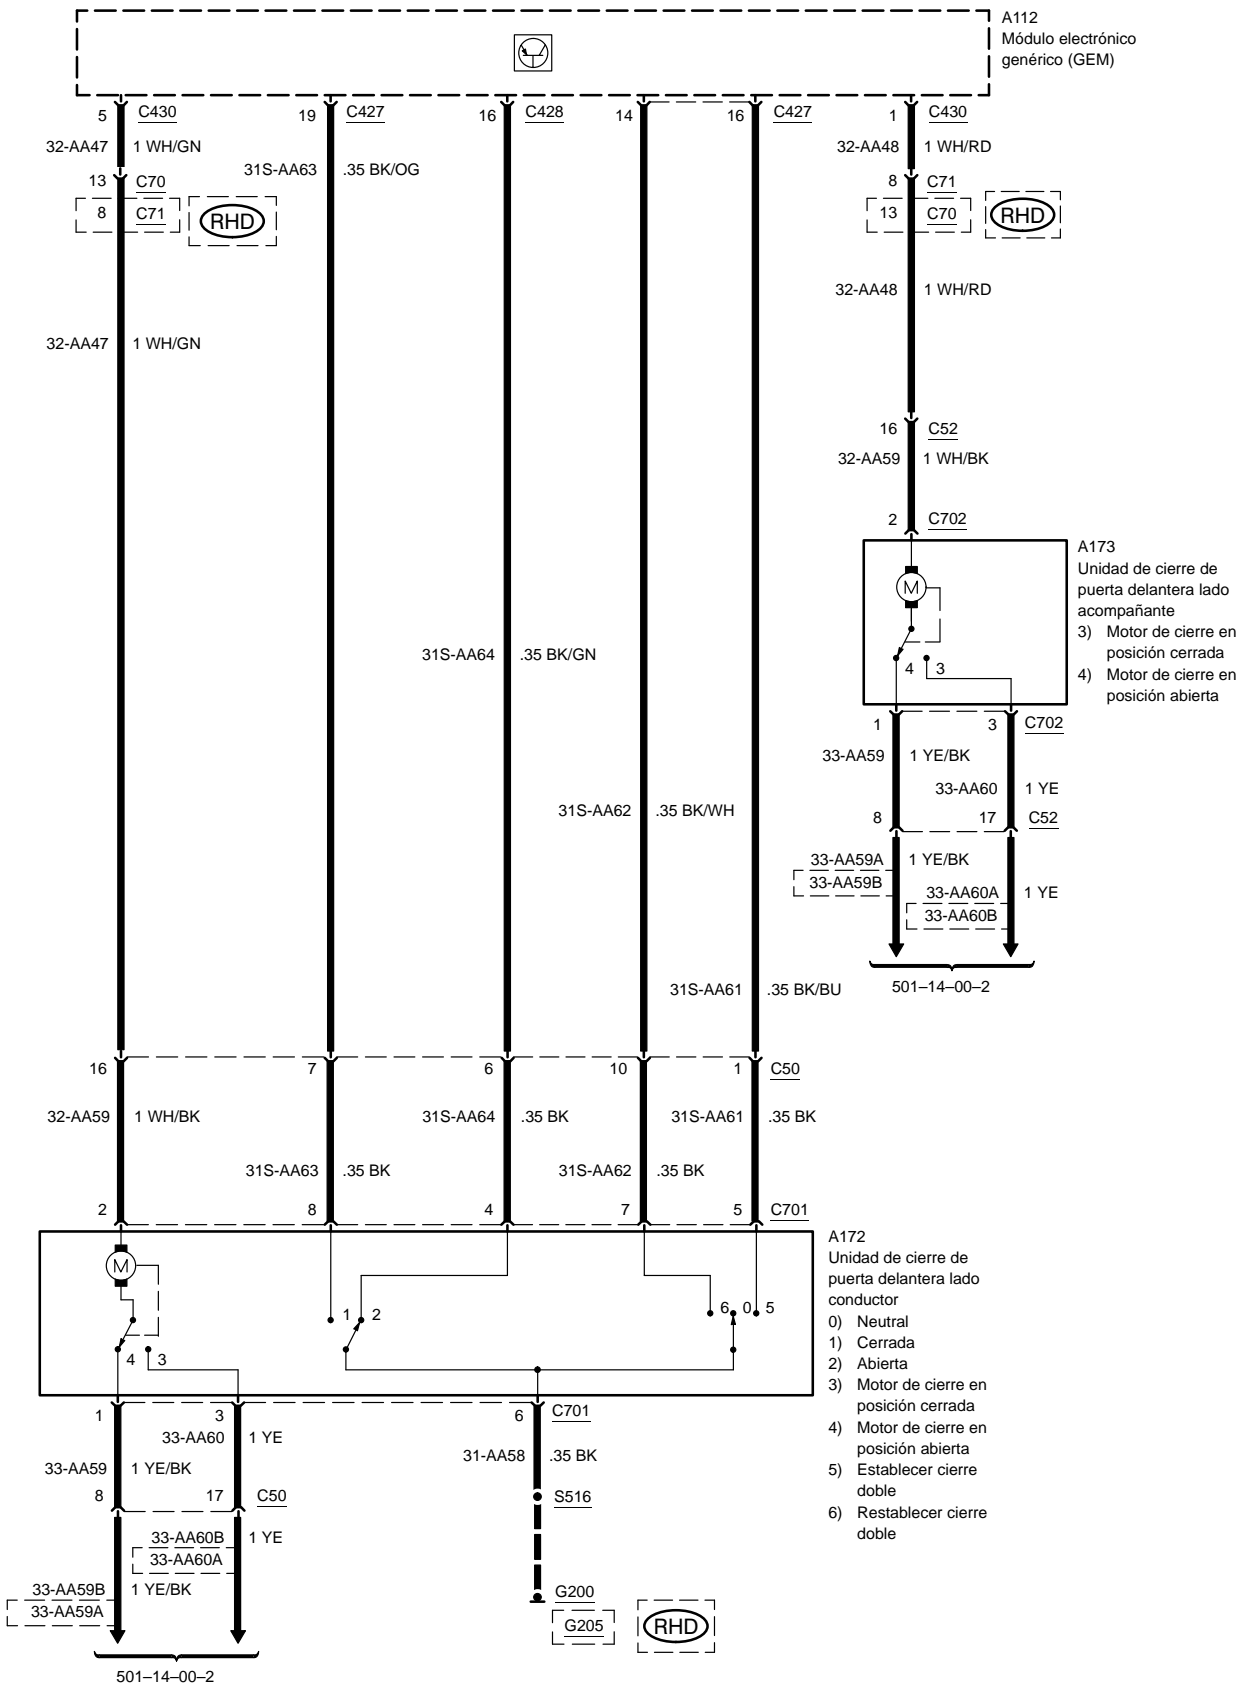 A112
Módulo electrónico
genérico (GEM)
5 C430 19 C427 16 C428 14 16 C427 1 C430
32-AA47 1 WH/GN 32-AA48 1 WH/RD
31S-AA63 .35 BK/OG
13 C70 8 C71
8 C71 RHD 13 C70 RHD
32-AA48 1 WH/RD
32-AA47 1 WH/GN
16 C52
32-AA59 1 WH/BK
2 C702
A173
Unidad de cierre de
puerta delantera lado
acompañante
3) Motor de cierre en
posición cerrada
4) Motor de cierre en
posición abierta
M
4 3
31S-AA64 .35 BK/GN
1 3 C702
33-AA59 1 YE/BK
33-AA60 1 YE
31S-AA62 .35 BK/WH
8 17 C52
33-AA59A 1 YE/BK
33-AA59B
33-AA60A 1 YE
33-AA60B
501–14–00–2
31S-AA61 .35 BK/BU
16 7 6 10 1 C50
32-AA59 1 WH/BK 31S-AA64 .35 BK 31S-AA61 .35 BK
31S-AA63 .35 BK 31S-AA62 .35 BK
2 8 4 7 5 C701
A172
Unidad de cierre de
puerta delantera lado
conductor
0) Neutral
1) Cerrada
2) Abierta
3) Motor de cierre en
posición cerrada
4) Motor de cierre en
posición abierta
5) Establecer cierre
doble
6) Restablecer cierre
doble
M
1 2 6 0 5
4 3
1 3 6 C701
33-AA60 1 YE
31-AA58 .35 BK
33-AA59 1 YE/BK
8 17 C50 S516
33-AA60B 1 YE
33-AA60A
33-AA59B 1 YE/BK
33-AA59A
G200
G205 RHD
501–14–00–2